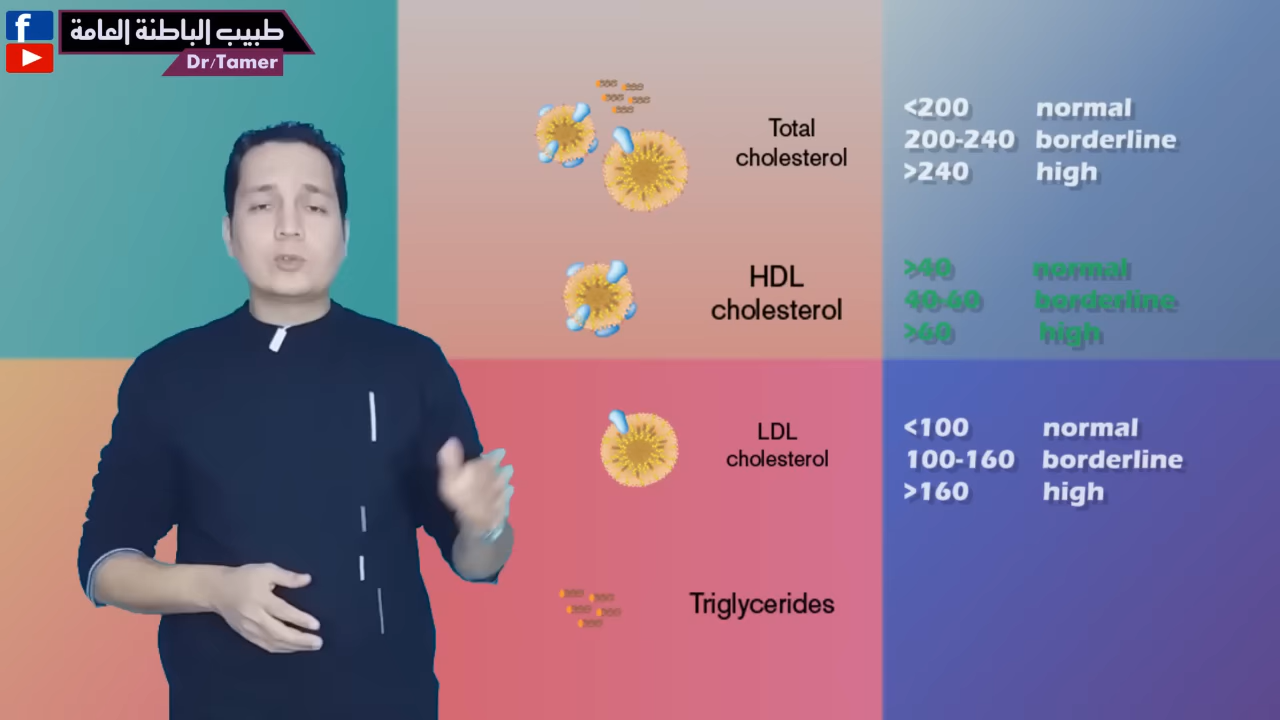 طبيب الباطنة العامة
Dr/Tamer
Total
cholesterol
<200 normal
200-240 borderline
>240 high
HDL
cholesterol
>40 normal
40-60 borderline
>60 high
LDL
cholesterol
<100 normal
100-160 borderline
>160 high
Triglycerides